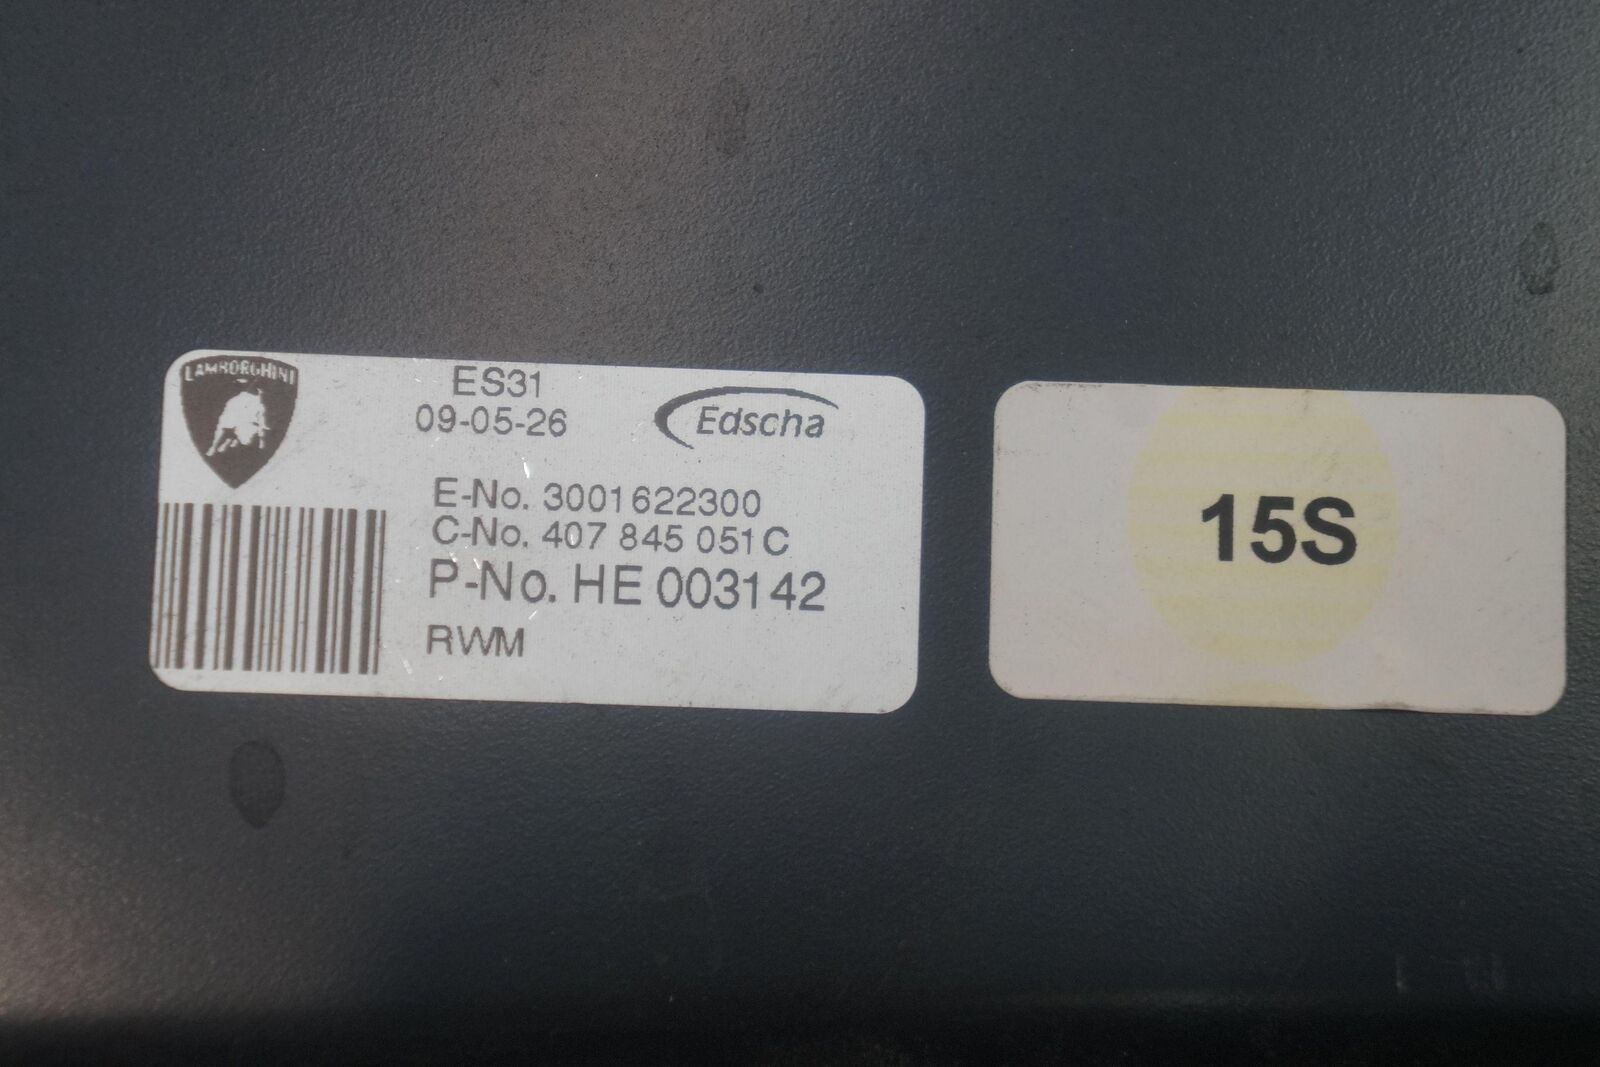 LAMBORGHINI
ES31
09-05-26
Edscha
E-No. 3001622300
C-No. 407 845 051 C
P-No. HE 003142
RWM
15S